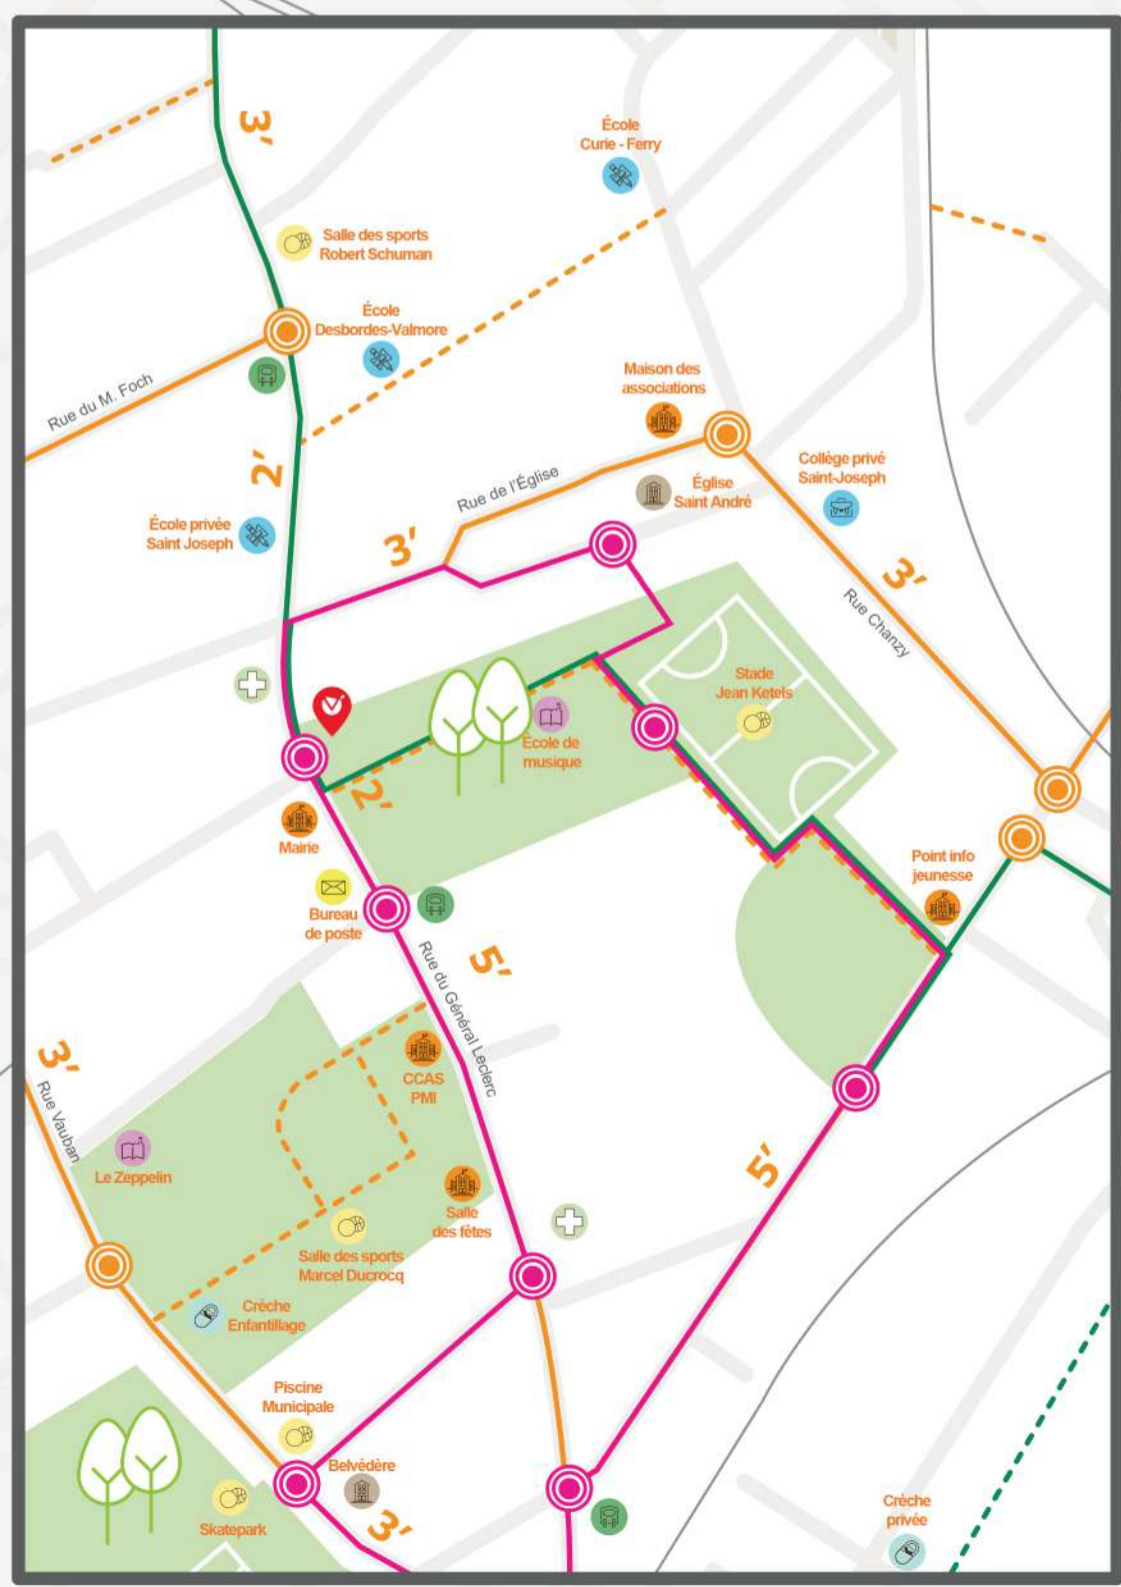 3'
École
Curie - Ferry
Salle des sports
Robert Schuman
École
Desbordes-Valmore
Rue du M. Foch
Maison des
associations
2'
Collège privé
Saint-Joseph
Rue de l'Église
Église
Saint André
École privée
Saint Joseph
3'
3'
Rue Chanzy
Stade
Jean Ketels
École de
musique
2'
Mairie
Point info
jeunesse
Bureau
de poste
5'
Rue du Général Leclerc
3'
Rue Vauban
CCAS
PMI
Le Zeppelin
5'
Salle
des fêtes
Salle des sports
Marcel Ducrocq
Crèche
Enfantillage
Piscine
Municipale
Belvédère
Skatepark
3'
Crèche
privée